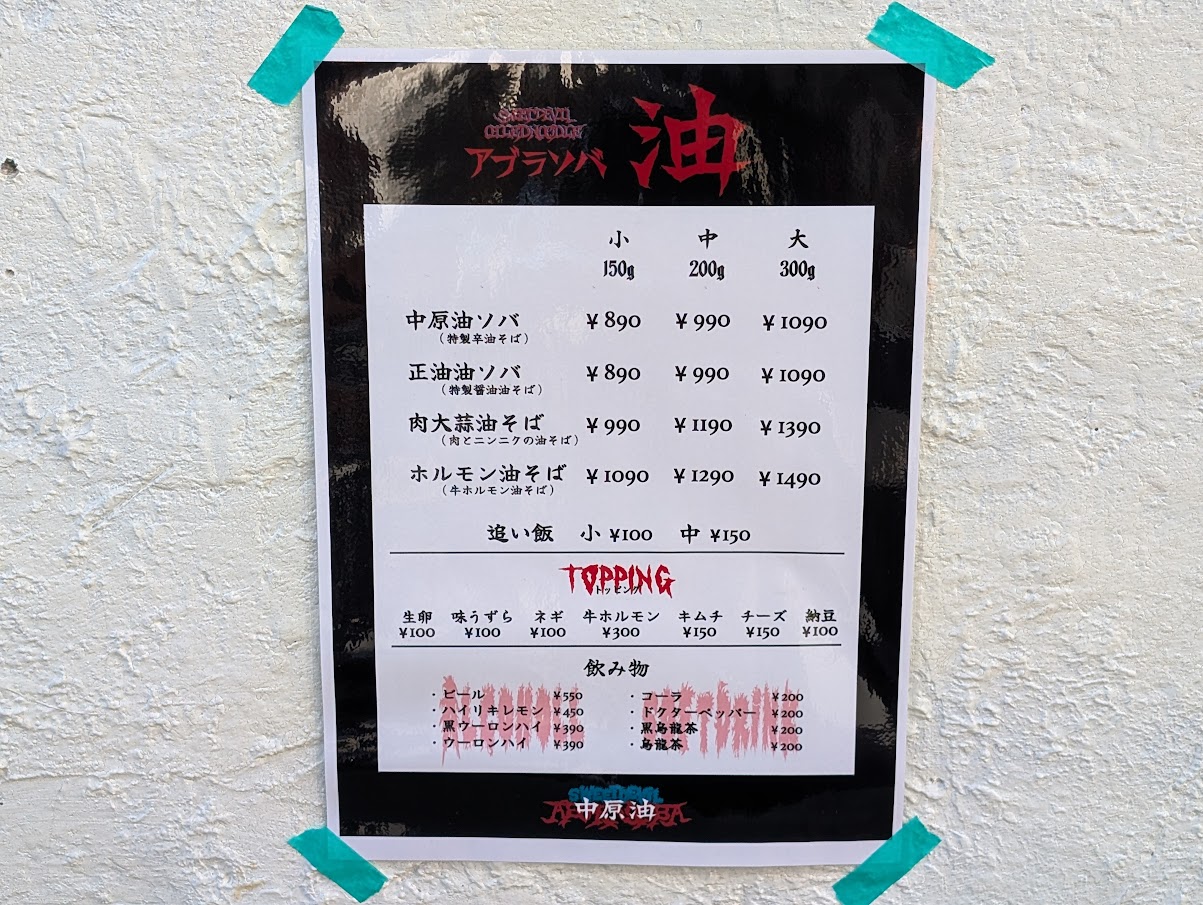 アブラソバ 油
小 中 大
150g 200g 300g
中原油ソバ ¥890 ¥990 ¥1090
(特製辛油そば)
正油油ソバ ¥890 ¥990 ¥1090
(特製醤油油そば)
肉大蒜油そば ¥990 ¥1190 ¥1390
(肉とニンニクの油そば)
ホルモン油そば ¥1090 ¥1290 ¥1490
(牛ホルモン油そば)
追い飯 小 ¥100 中 ¥150
TOPPING
トッピング
生卵 味うずら ネギ 牛ホルモン キムチ チーズ 納豆
¥100 ¥100 ¥100 ¥300 ¥150 ¥150 ¥100
飲み物
・ビール ¥550 ・コーラ ¥200
・ハイリキレモン ¥450 ・ドクターペッパー ¥200
・黒ウーロンハイ ¥390 ・黒烏龍茶 ¥200
・ウーロンハイ ¥390 ・烏龍茶 ¥200
中原油